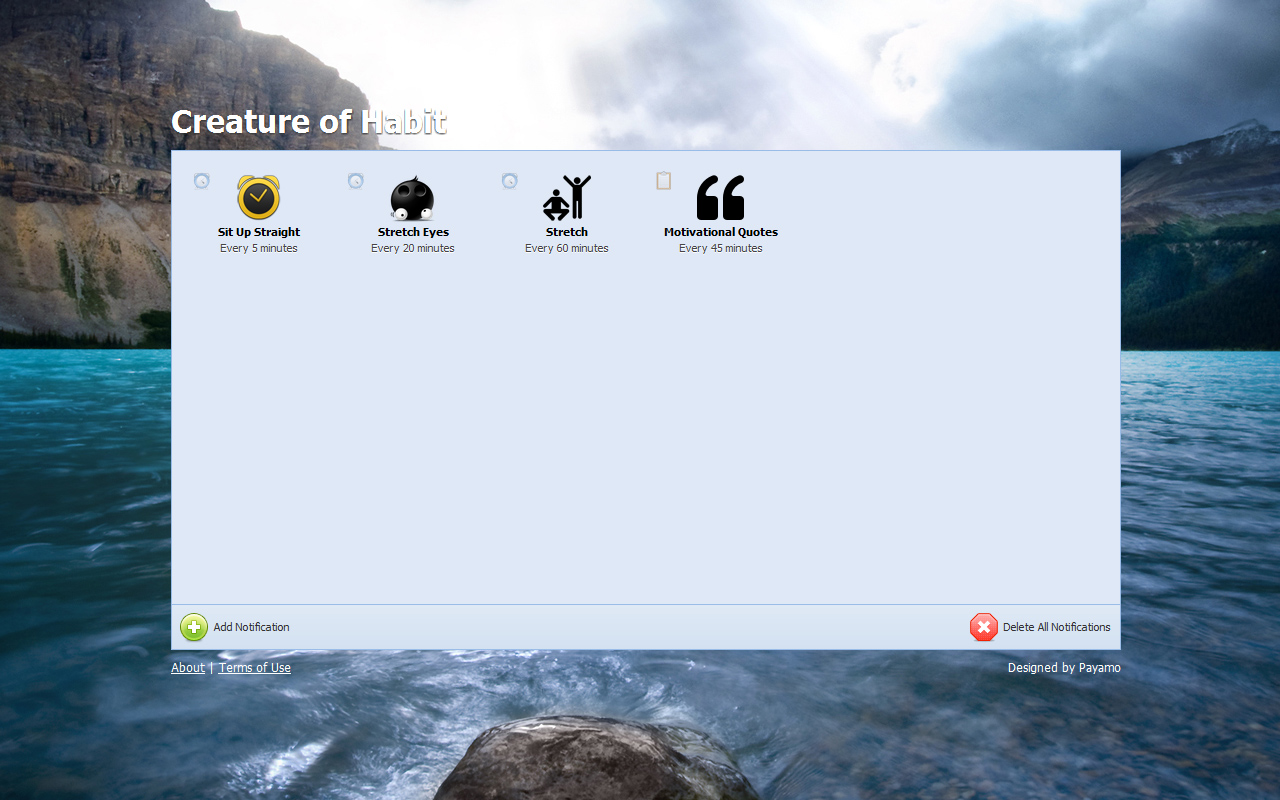 Creature of Habit
Sit Up Straight
Every 5 minutes
Stretch Eyes
Every 20 minutes
Stretch
Every 60 minutes
Motivational Quotes
Every 45 minutes
Add Notification
Delete All Notifications
About | Terms of Use
Designed by Payamo